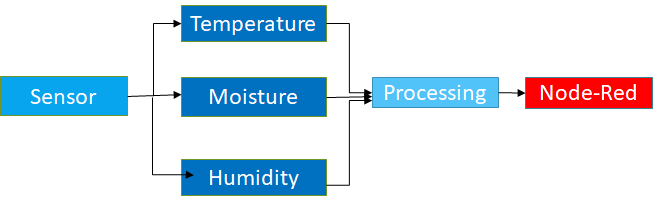 Temperature
Sensor
Moisture
Processing
Node-Red
Humidity